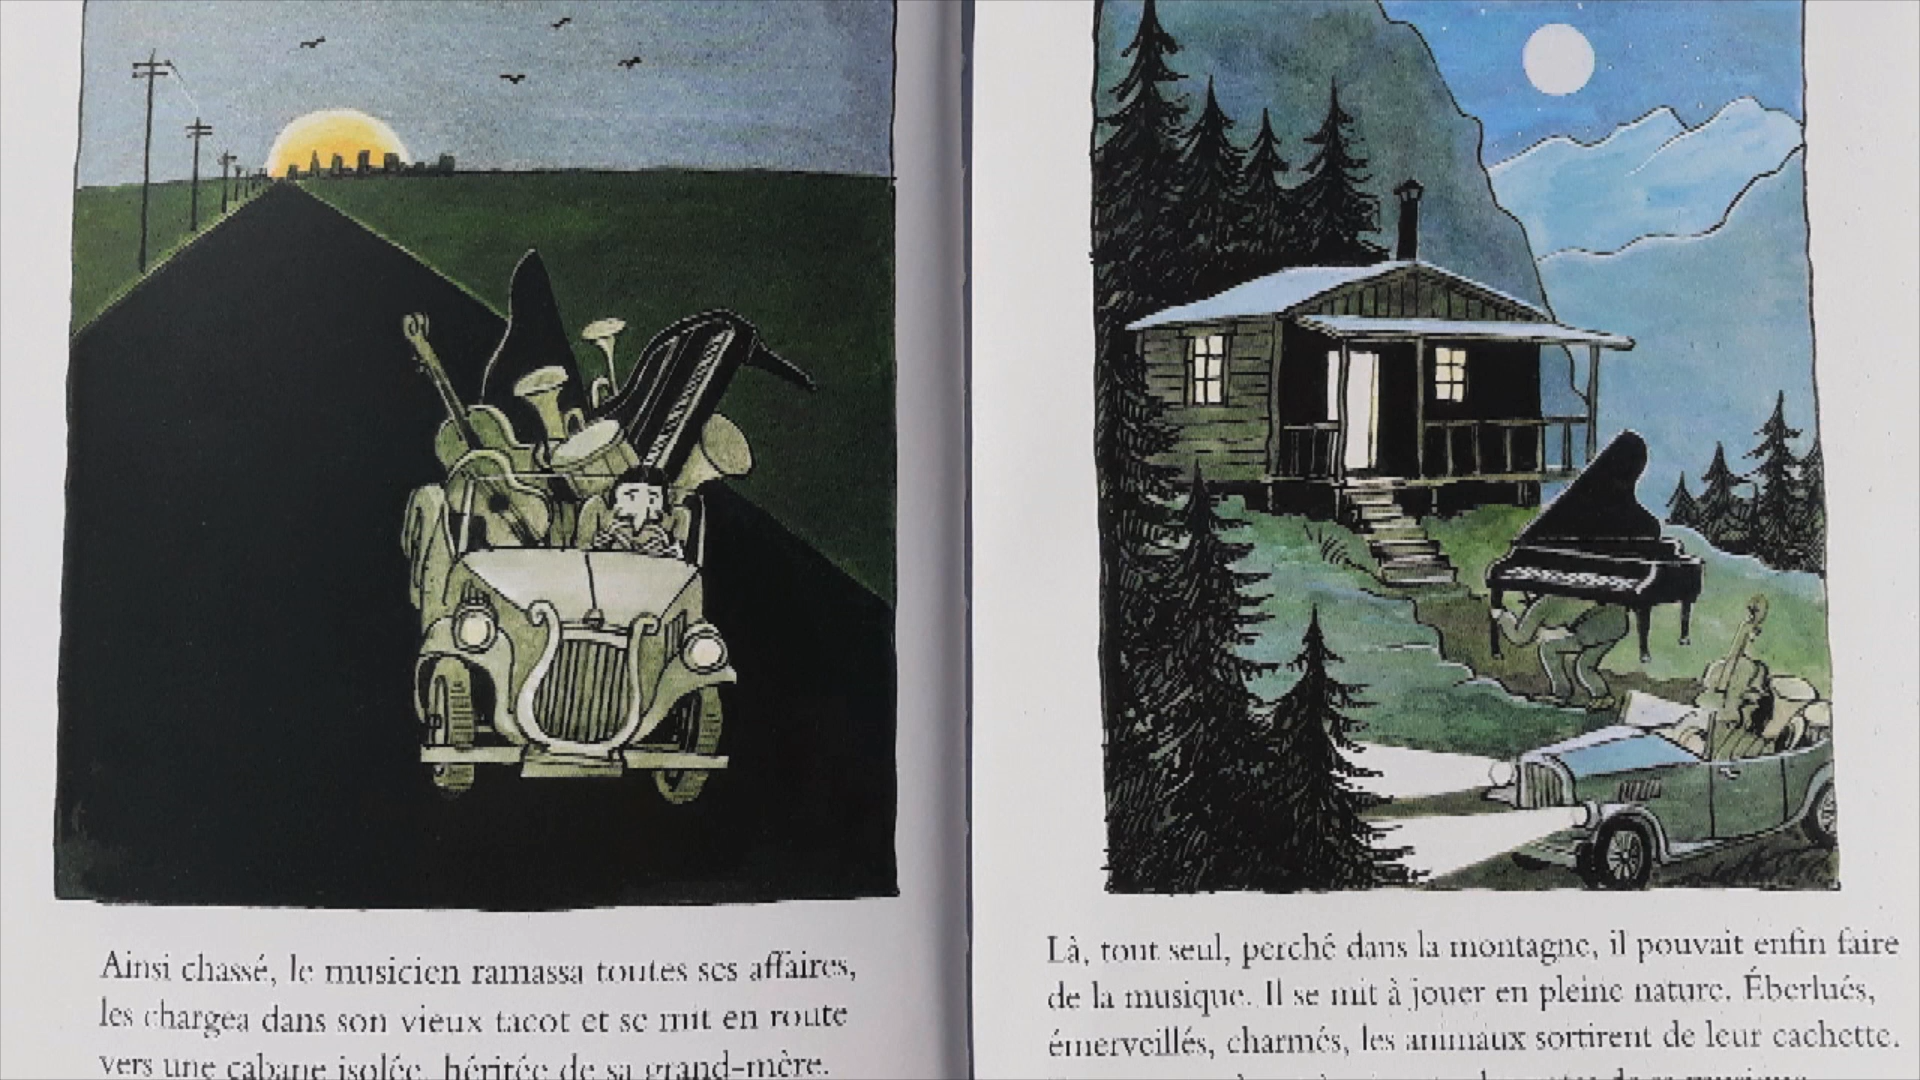 Ainsi chassé, le musicien ramassa toutes ses affaires,
les chargea dans son vieux tacot et se mit en route
vers une cabane isolée, héritée de sa grand-mère.
Là, tout seul, perché dans la montagne, il pouvait enfin faire
de la musique. Il se mit à jouer en pleine nature. Éberlués,
émerveillés, charmés, les animaux sortirent de leur cachette.
de sa musique